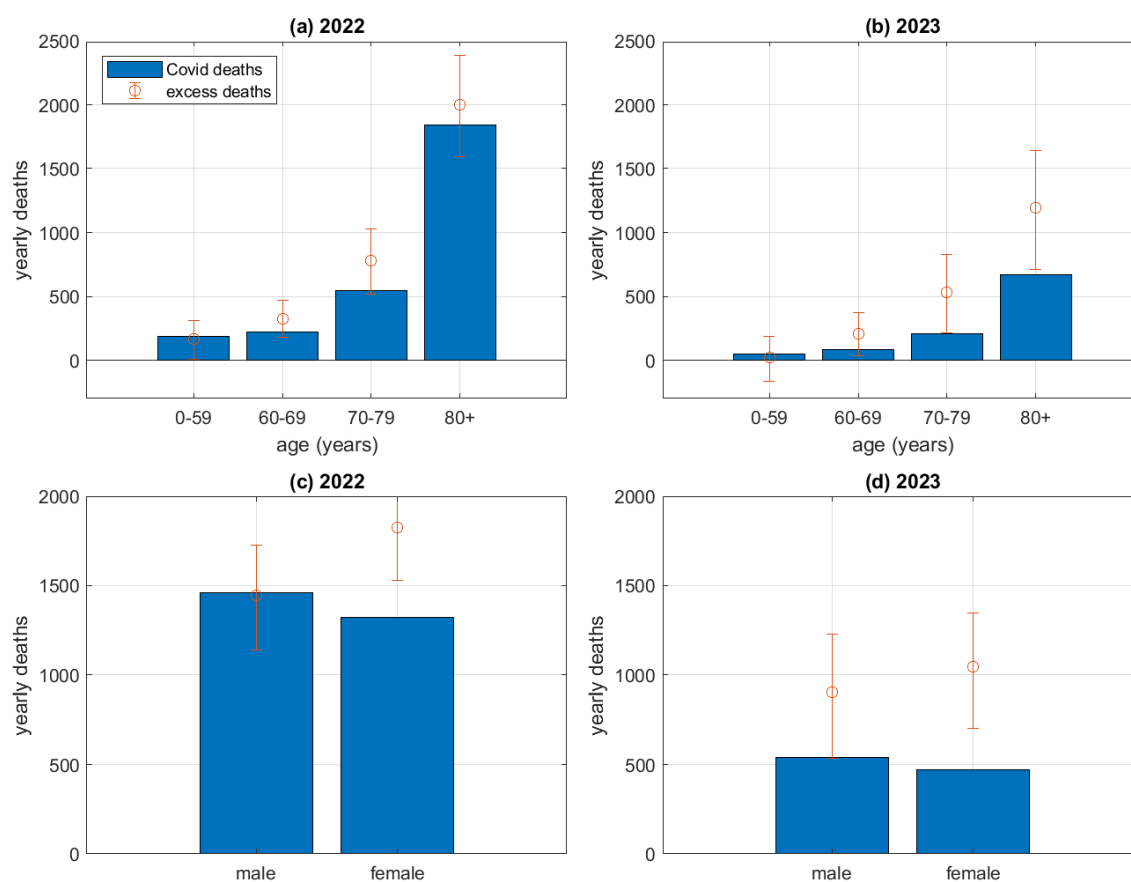 (a) 2022
2500
2000
1500
1000
500
0
yearly deaths
Covid deaths
excess deaths
0-59
60-69
70-79
80+
age (years)
(b) 2023
2500
2000
1500
1000
500
0
yearly deaths
0-59
60-69
70-79
80+
age (years)
(c) 2022
2000
1500
1000
500
0
yearly deaths
male
female
(d) 2023
2000
1500
1000
500
0
yearly deaths
male
female